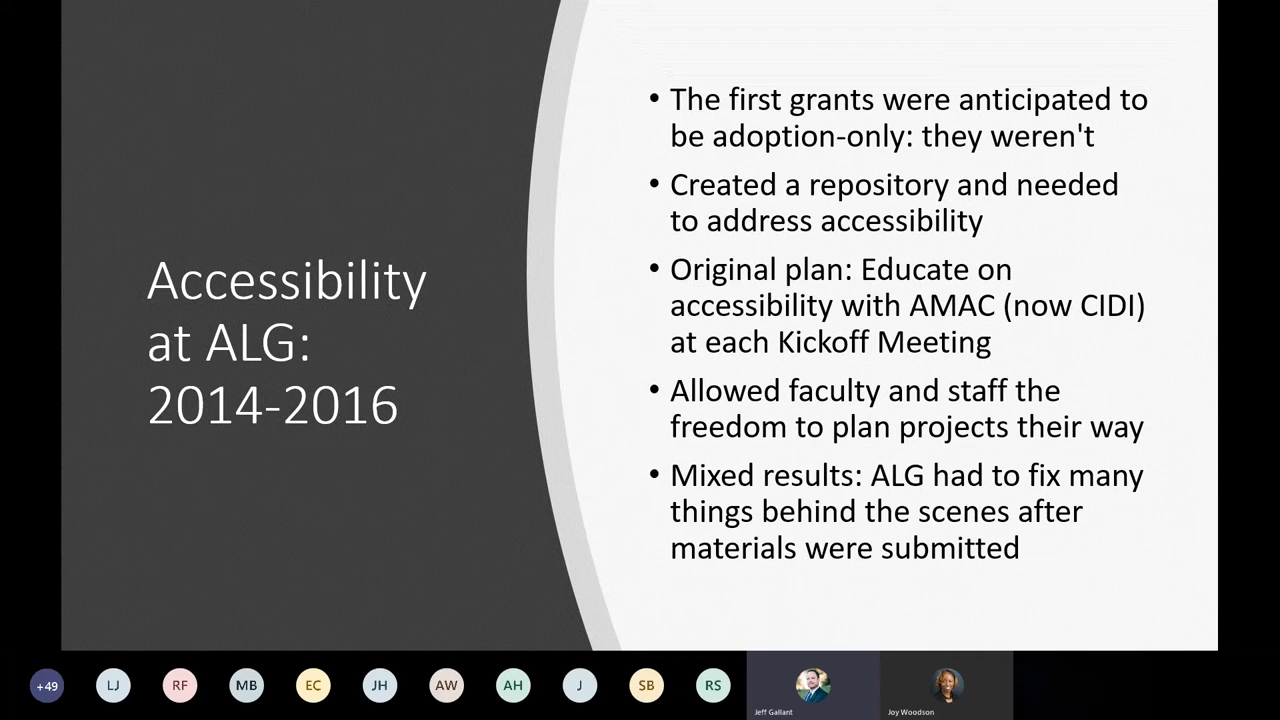 Accessibility
at ALG:
2014-2016
• The first grants were anticipated to
be adoption-only: they weren't
• Created a repository and needed
to address accessibility
• Original plan: Educate on
accessibility with AMAC (now CIDI)
at each Kickoff Meeting
• Allowed faculty and staff the
freedom to plan projects their way
• Mixed results: ALG had to fix many
things behind the scenes after
materials were submitted
+49 LJ RF MB EC JH AW AH J SB RS
Jeff Gallant
Joy Woodson